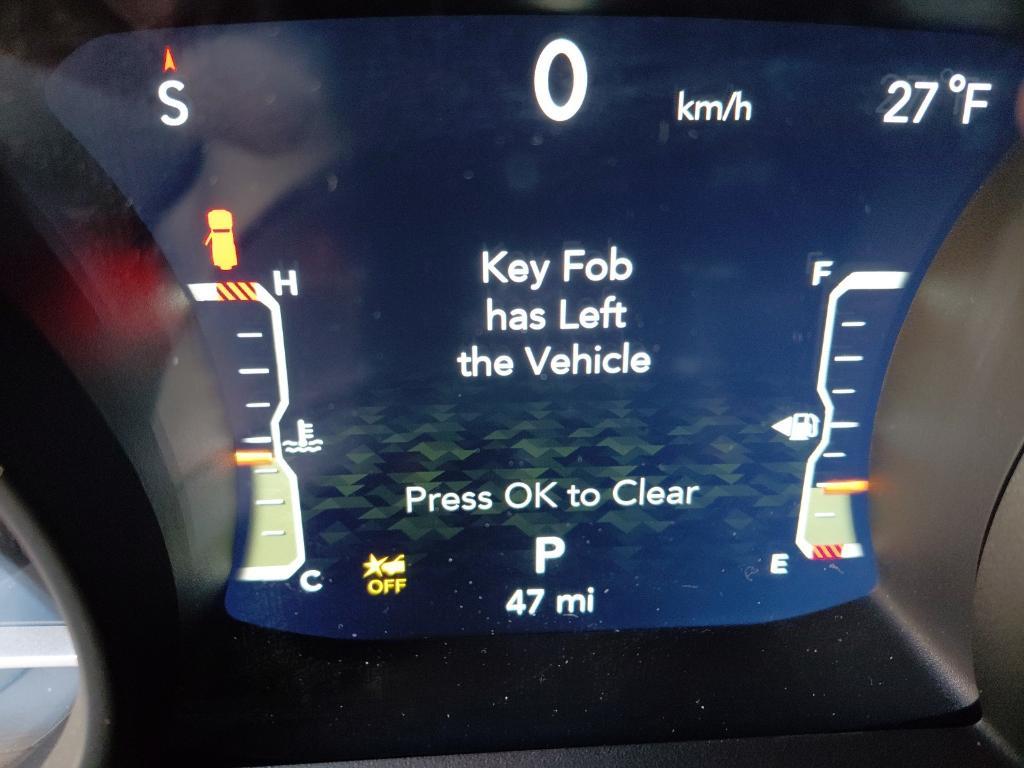 S
0 km/h
27°F
H
F
Key Fob
has Left
the Vehicle
Press OK to Clear
C
OFF
P
E
47 mi